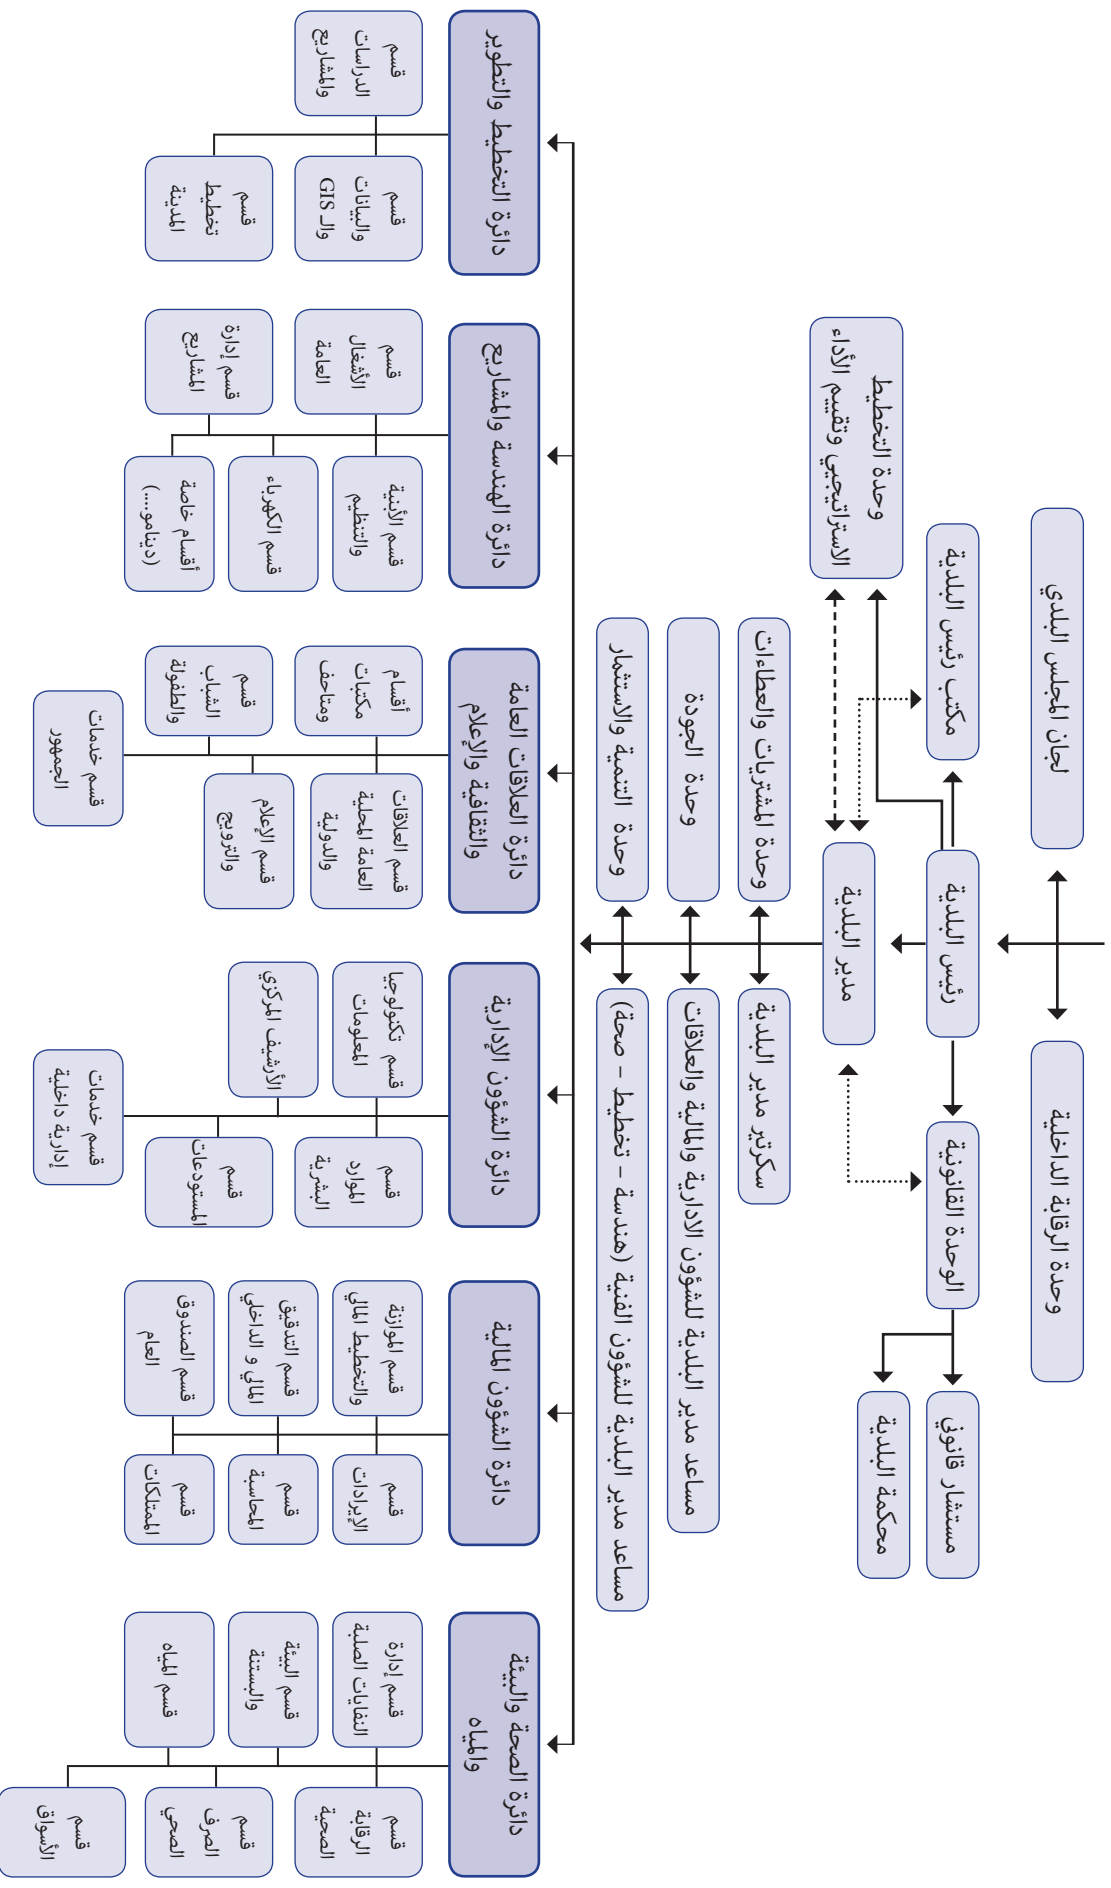 لجان المجلس البلدي
وحدة الرقابة الداخلية
مكتب رئيس البلدية
رئيس البلدية
الوحدة القانونية
مستشار قانوني
محكمة البلدية
وحدة التخطيط
الاستراتيجي وتقييم الأداء
مدير البلدية
وحدة المشتريات والعطاءات
سكرتير مدير البلدية
وحدة الجودة
مساعد مدير البلدية للشؤون الادارية والمالية والعلاقات
وحدة التنمية والاستثمار
مساعد مدير البلدية للشؤون الفنية (هندسة - تخطيط - صحة)
دائرة التخطيط والتطوير
قسم
الدراسات
والمشاريع
قسم
والبيانات
والـ GIS
قسم
تخطيط
المدينة
دائرة الهندسة والمشاريع
قسم
الأشغال
العامة
قسم الأبنية
والتنظيم
قسم إدارة
المشاريع
قسم الكهرباء
أقسام خاصة
(دينامو....)
دائرة العلاقات العامة
والثقافية والإعلام
أقسام
مكتبات
ومتاحف
قسم العلاقات
العامة المحلية
والدولية
قسم
الشباب
والطفولة
قسم الإعلام
والترويج
قسم خدمات
الجمهور
دائرة الشؤون الإدارية
قسم تكنولوجيا
المعلومات
قسم
الموارد
البشرية
الأرشيف المركزي
قسم
المستودعات
قسم خدمات
إدارية داخلية
دائرة الشؤون المالية
قسم الموازنة
والتخطيط المالي
قسم
الإيرادات
قسم التدقيق
المالي و الداخلي
قسم
المحاسبة
قسم الصندوق
العام
قسم
الممتلكات
دائرة الصحة والبيئة
والمياه
قسم إدارة
النفايات الصلبة
قسم
الرقابة
الصحية
قسم البيئة
والبستنة
قسم
الصرف
الصحي
قسم المياه
قسم
الأسواق